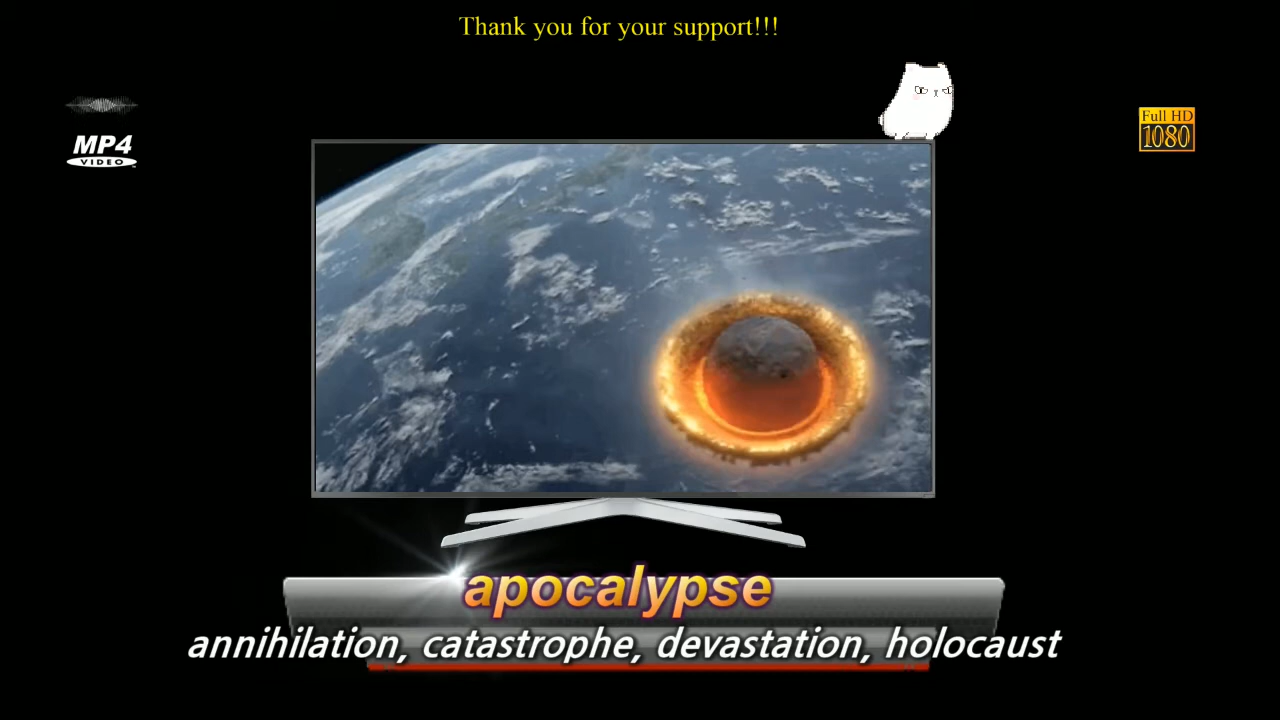 Thank you for your support!!!
MP4
VIDEO
Full HD
1080
apocalypse
annihilation, catastrophe, devastation, holocaust